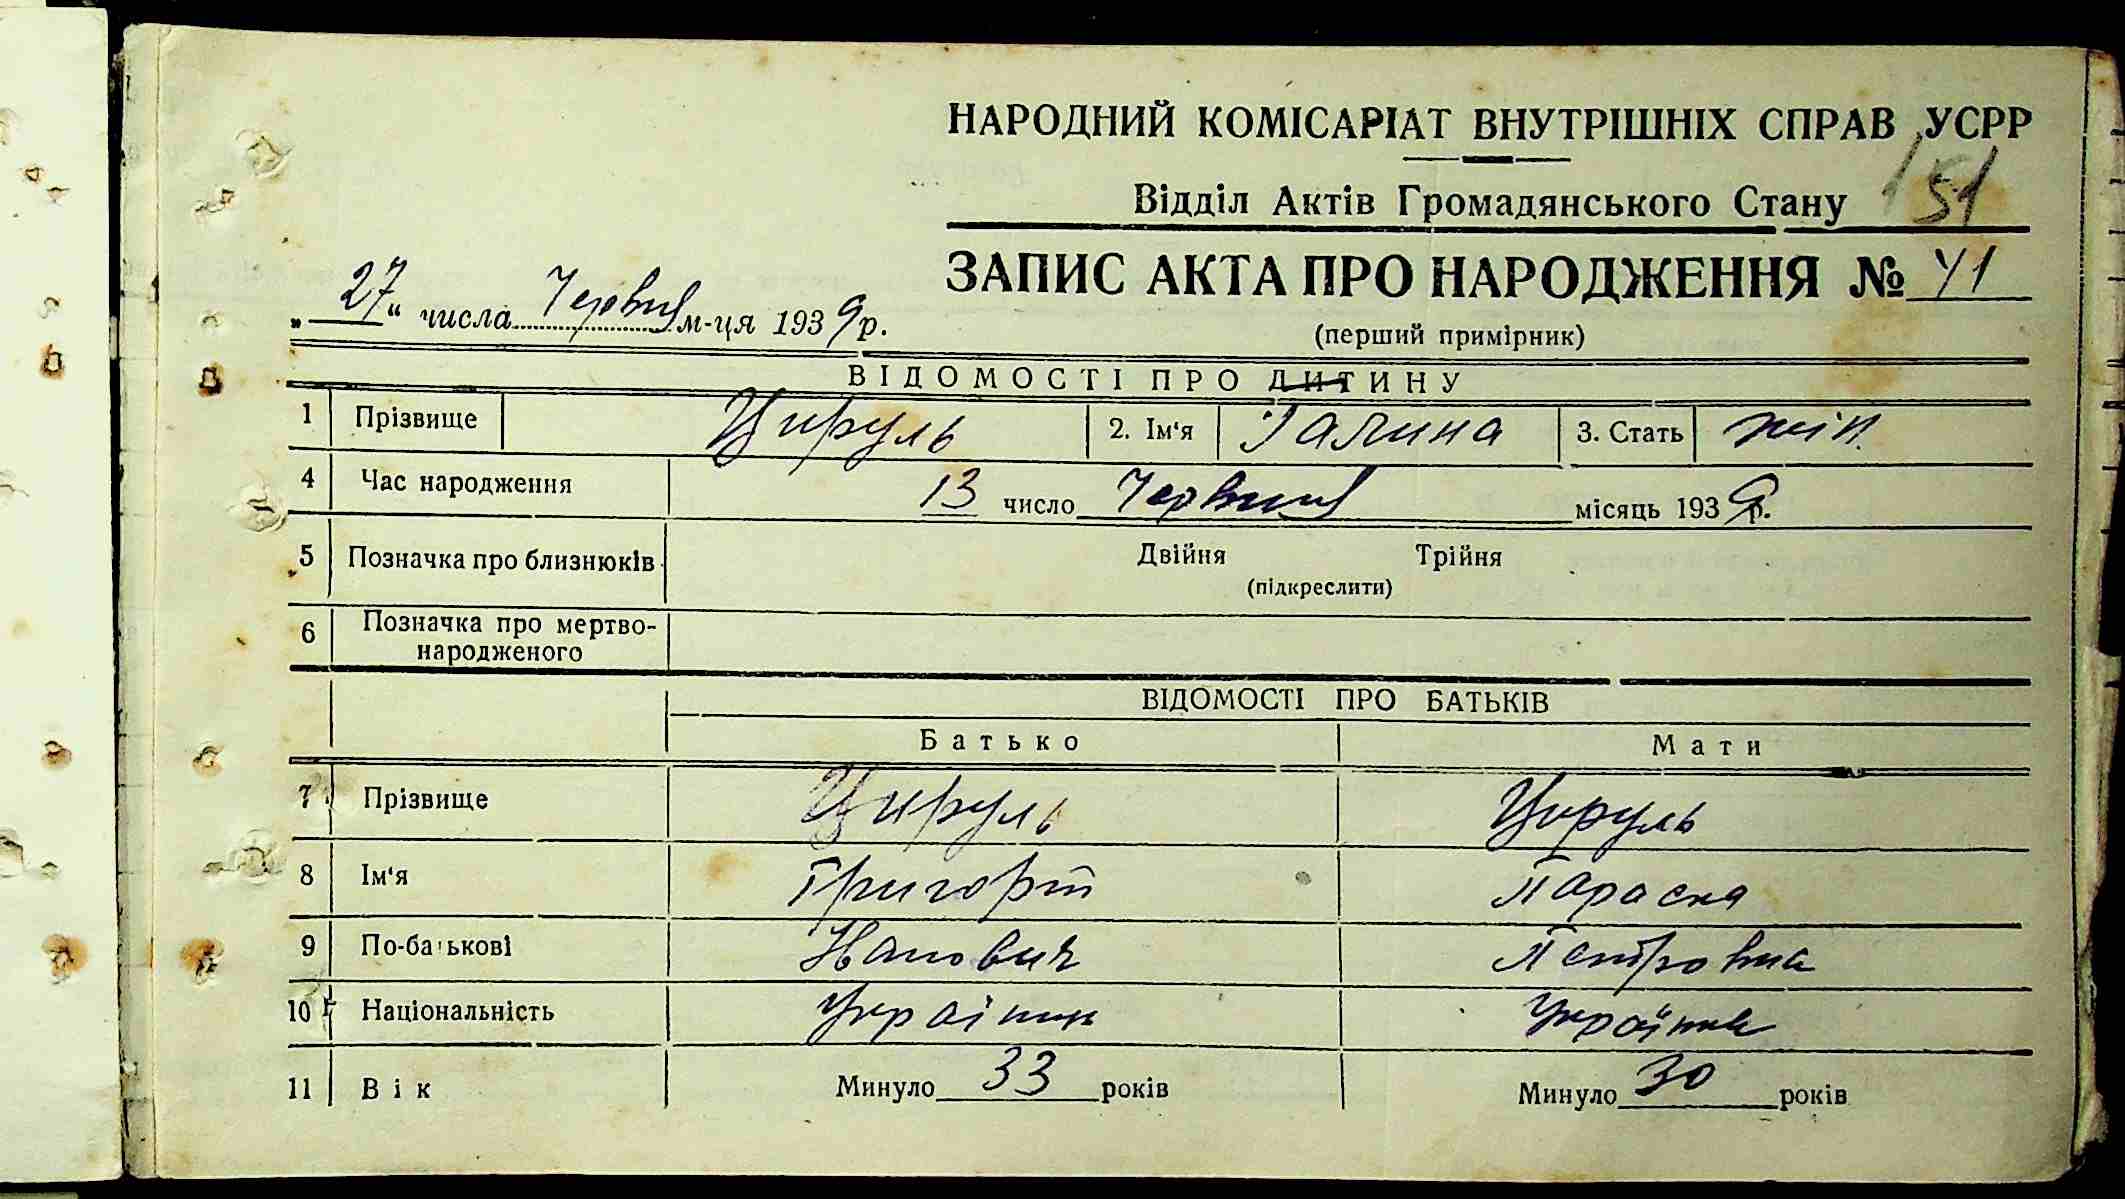 НАРОДНИЙ КОМІСАРІАТ ВНУТРІШНІХ СПРАВ УСРР
Відділ Актів Громадянського Стану 151
ЗАПИС АКТА ПРО НАРОДЖЕННЯ № 41
„27“ числа Червня м-ця 1939 р.
(перший примірник)
ВІДОМОСТІ ПРО ДИТИНУ
1 Прізвище Цируль 2. Ім'я Галина 3. Стать жін.
4 Час народження 13 число Червня місяць 1939 р.
5 Позначка про близнюків Двійня Трійня
(підкреслити)
6 Позначка про мертво-
народженого
ВІДОМОСТІ ПРО БАТЬКІВ
Батько Мати
7 Прізвище Цируль Цируль
8 Ім'я Григорій Параска
9 По-батькові Іванович Петровна
10 Національність Українець Українка
11 Вік Минуло 33 років Минуло 30 років